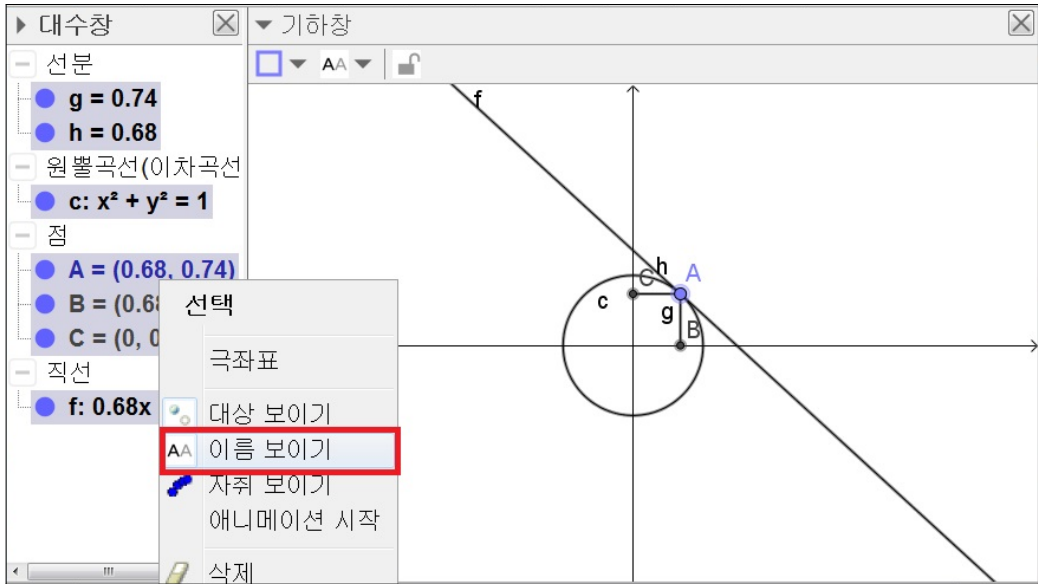 대수창
선분
g = 0.74
h = 0.68
원뿔곡선(이차곡선
c: x² + y² = 1
점
A = (0.68, 0.74)
B = (0.68
C = (0, 0
직선
f: 0.68x
선택
극좌표
대상 보이기
AA 이름 보이기
자취 보이기
애니메이션 시작
삭제
기하창
AA
f
h
C
A
c
g
B